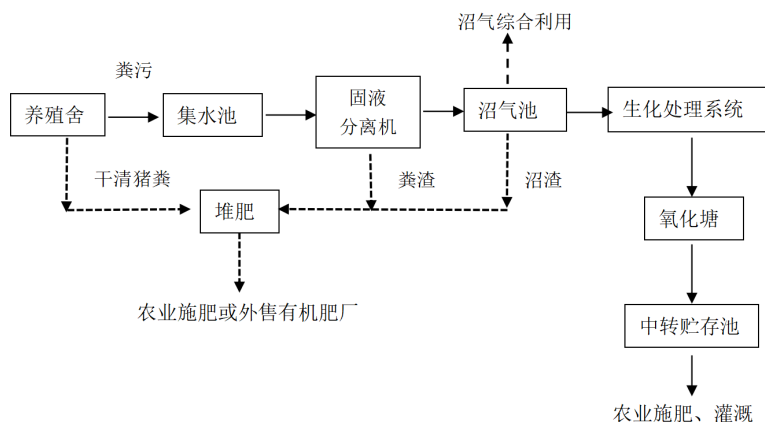 沼气综合利用
粪污
养殖舍
集水池
固液
分离机
沼气池
生化处理系统
干清猪粪
粪渣
沼渣
堆肥
氧化塘
农业施肥或外售有机肥厂
中转贮存池
农业施肥、灌溉